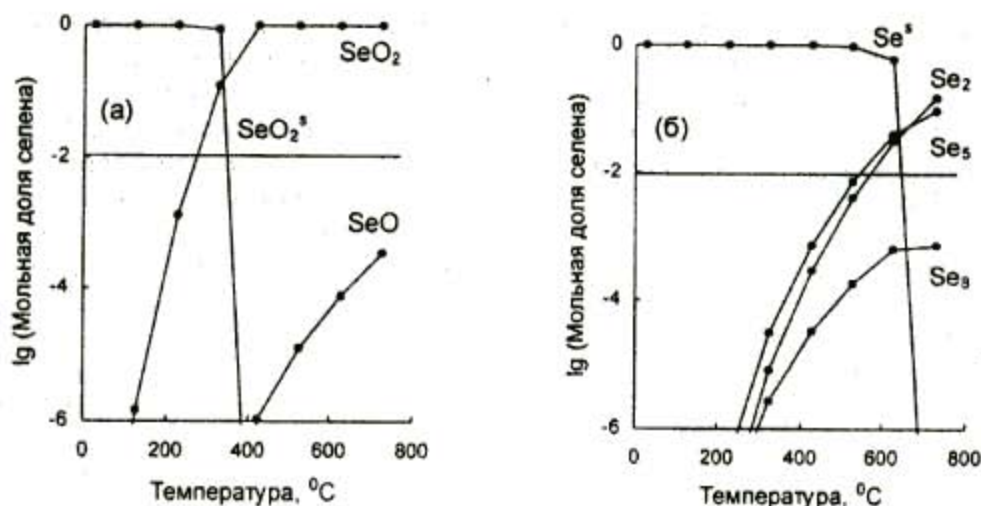 lg (Мольная доля селена)
0
-2
-4
-6
(а)
SeO₂
SeO₂ˢ
SeO
0 200 400 600 800
Температура, ⁰C
lg (Мольная доля селена)
0
-2
-4
-6
(б)
Seˢ
Se₂
Se₅
0 200 400 600 800
Температура, ⁰C